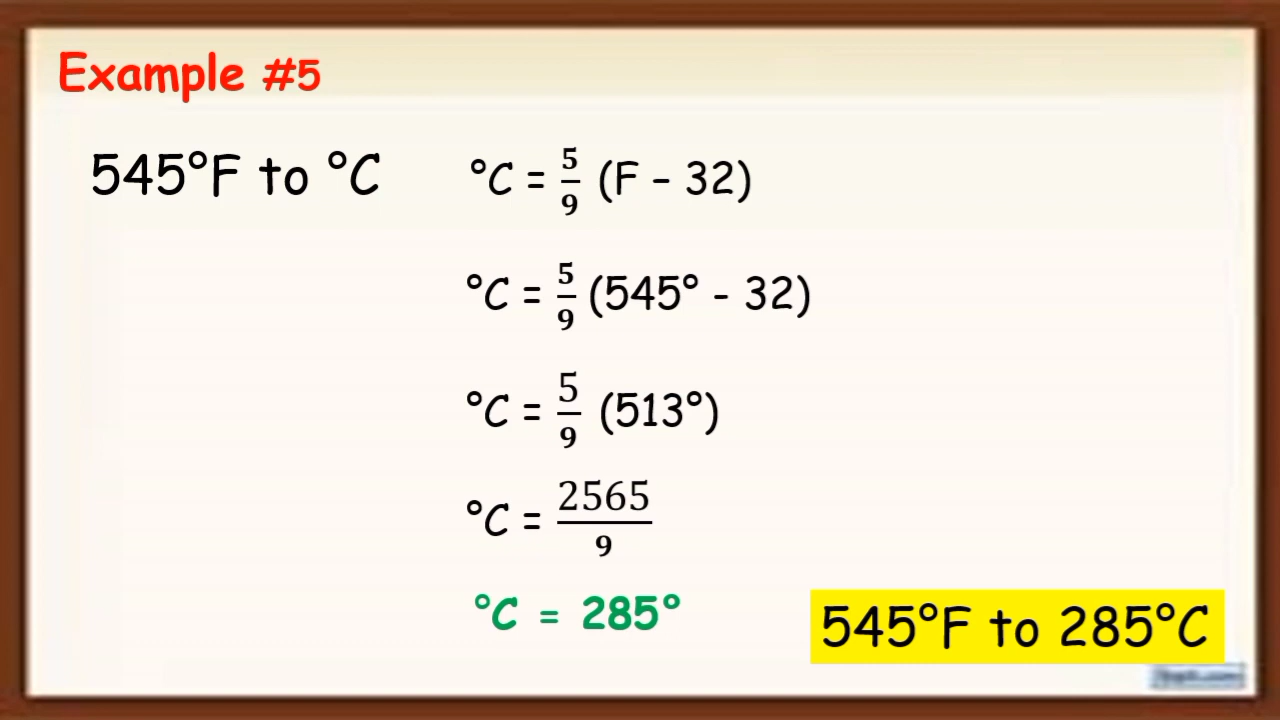 Example #5
545°F to °C
°C = 5/9 (F – 32)
°C = 5/9 (545° - 32)
°C = 5/9 (513°)
°C = 2565/9
°C = 285°
545°F to 285°C